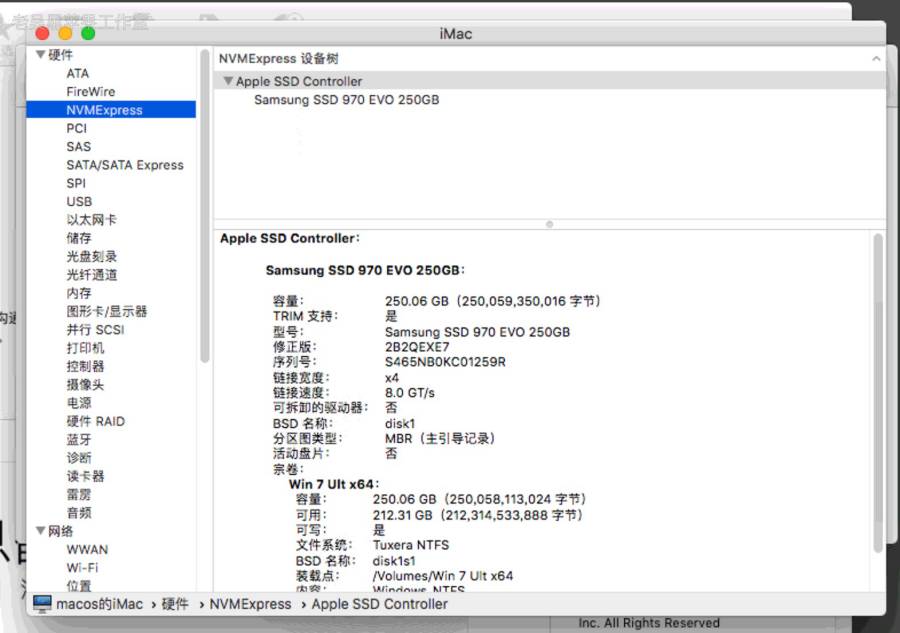 老吴黑苹果工作室
iMac
硬件
ATA
FireWire
NVMExpress
PCI
SAS
SATA/SATA Express
SPI
USB
以太网卡
储存
光盘刻录
光纤通道
内存
图形卡/显示器
并行 SCSI
打印机
控制器
摄像头
电源
硬件 RAID
蓝牙
诊断
读卡器
雷雳
音频
网络
WWAN
Wi-Fi
位置
NVMExpress 设备树
Apple SSD Controller
Samsung SSD 970 EVO 250GB
Apple SSD Controller:
Samsung SSD 970 EVO 250GB:
容量: 250.06 GB（250,059,350,016 字节）
TRIM 支持: 是
型号: Samsung SSD 970 EVO 250GB
修正版: 2B2QEXE7
序列号: S465NB0KC01259R
链接宽度: x4
链接速度: 8.0 GT/s
可拆卸的驱动器: 否
BSD 名称: disk1
分区图类型: MBR（主引导记录）
活动盘片: 否
宗卷:
Win 7 Ult x64:
容量: 250.06 GB（250,058,113,024 字节）
可用: 212.31 GB（212,314,533,888 字节）
可写: 是
文件系统: Tuxera NTFS
BSD 名称: disk1s1
装载点: /Volumes/Win 7 Ult x64
内容: Windows_NTFS
macos的iMac › 硬件 › NVMExpress › Apple SSD Controller
Inc. All Rights Reserved